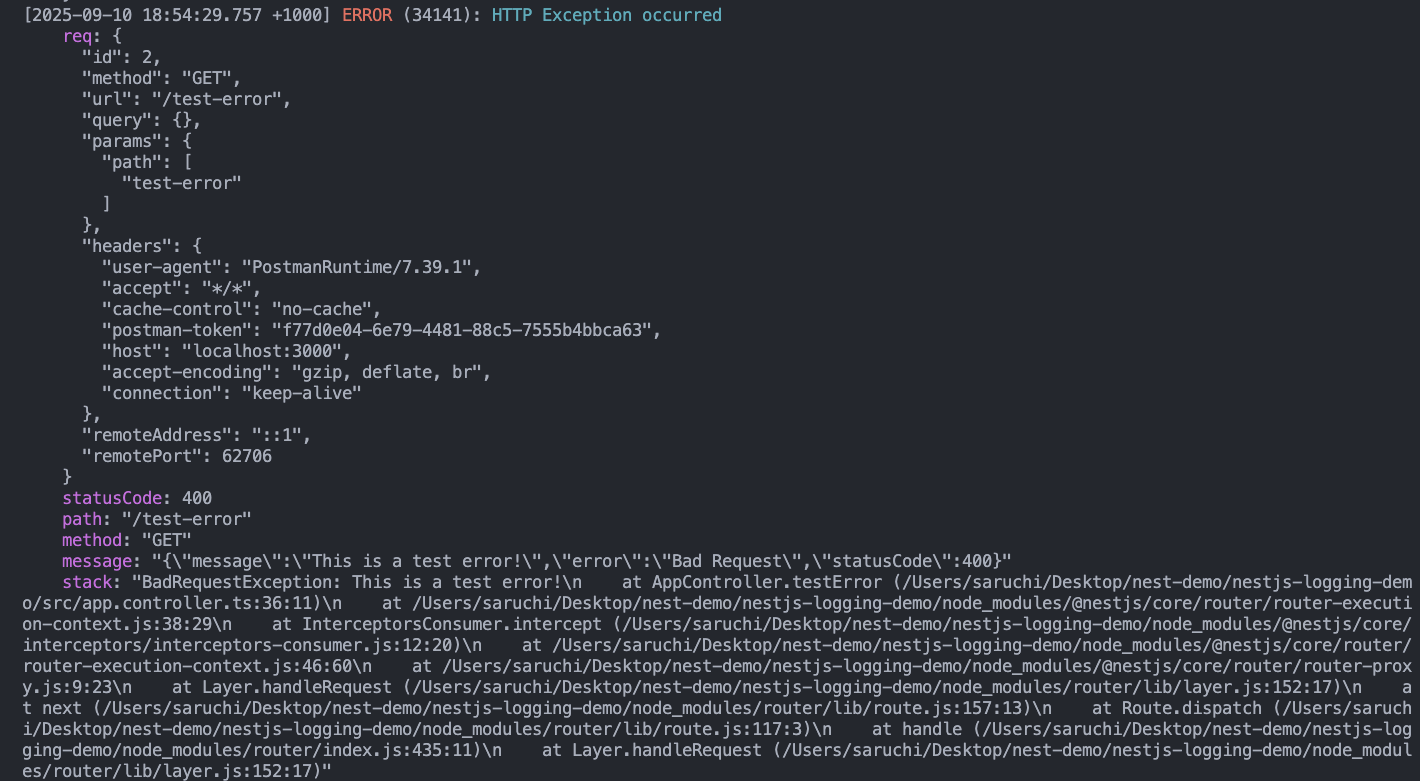 [2025-09-10 18:54:29.757 +1000] ERROR (34141): HTTP Exception occurred
    req: {
      "id": 2,
      "method": "GET",
      "url": "/test-error",
      "query": {},
      "params": {
        "path": [
          "test-error"
        ]
      },
      "headers": {
        "user-agent": "PostmanRuntime/7.39.1",
        "accept": "*/*",
        "cache-control": "no-cache",
        "postman-token": "f77d0e04-6e79-4481-88c5-7555b4bbca63",
        "host": "localhost:3000",
        "accept-encoding": "gzip, deflate, br",
        "connection": "keep-alive"
      },
      "remoteAddress": "::1",
      "remotePort": 62706
    }
    statusCode: 400
    path: "/test-error"
    method: "GET"
    message: "{\"message\":\"This is a test error!\",\"error\":\"Bad Request\",\"statusCode\":400}"
    stack: "BadRequestException: This is a test error!\n    at AppController.testError (/Users/saruchi/Desktop/nest-demo/nestjs-logging-dem
o/src/app.controller.ts:36:11)\n    at /Users/saruchi/Desktop/nest-demo/nestjs-logging-demo/node_modules/@nestjs/core/router/router-executi
on-context.js:38:29\n    at InterceptorsConsumer.intercept (/Users/saruchi/Desktop/nest-demo/nestjs-logging-demo/node_modules/@nestjs/core/
interceptors/interceptors-consumer.js:12:20)\n    at /Users/saruchi/Desktop/nest-demo/nestjs-logging-demo/node_modules/@nestjs/core/router/
router-execution-context.js:46:60\n    at /Users/saruchi/Desktop/nest-demo/nestjs-logging-demo/node_modules/@nestjs/core/router/router-prox
y.js:9:23\n    at Layer.handleRequest (/Users/saruchi/Desktop/nest-demo/nestjs-logging-demo/node_modules/router/lib/layer.js:152:17)\n    a
t next (/Users/saruchi/Desktop/nest-demo/nestjs-logging-demo/node_modules/router/lib/route.js:157:13)\n    at Route.dispatch (/Users/saruch
i/Desktop/nest-demo/nestjs-logging-demo/node_modules/router/lib/route.js:117:3)\n    at handle (/Users/saruchi/Desktop/nest-demo/nestjs-log
ging-demo/node_modules/router/index.js:435:11)\n    at Layer.handleRequest (/Users/saruchi/Desktop/nest-demo/nestjs-logging-demo/node_modul
es/router/lib/layer.js:152:17)"